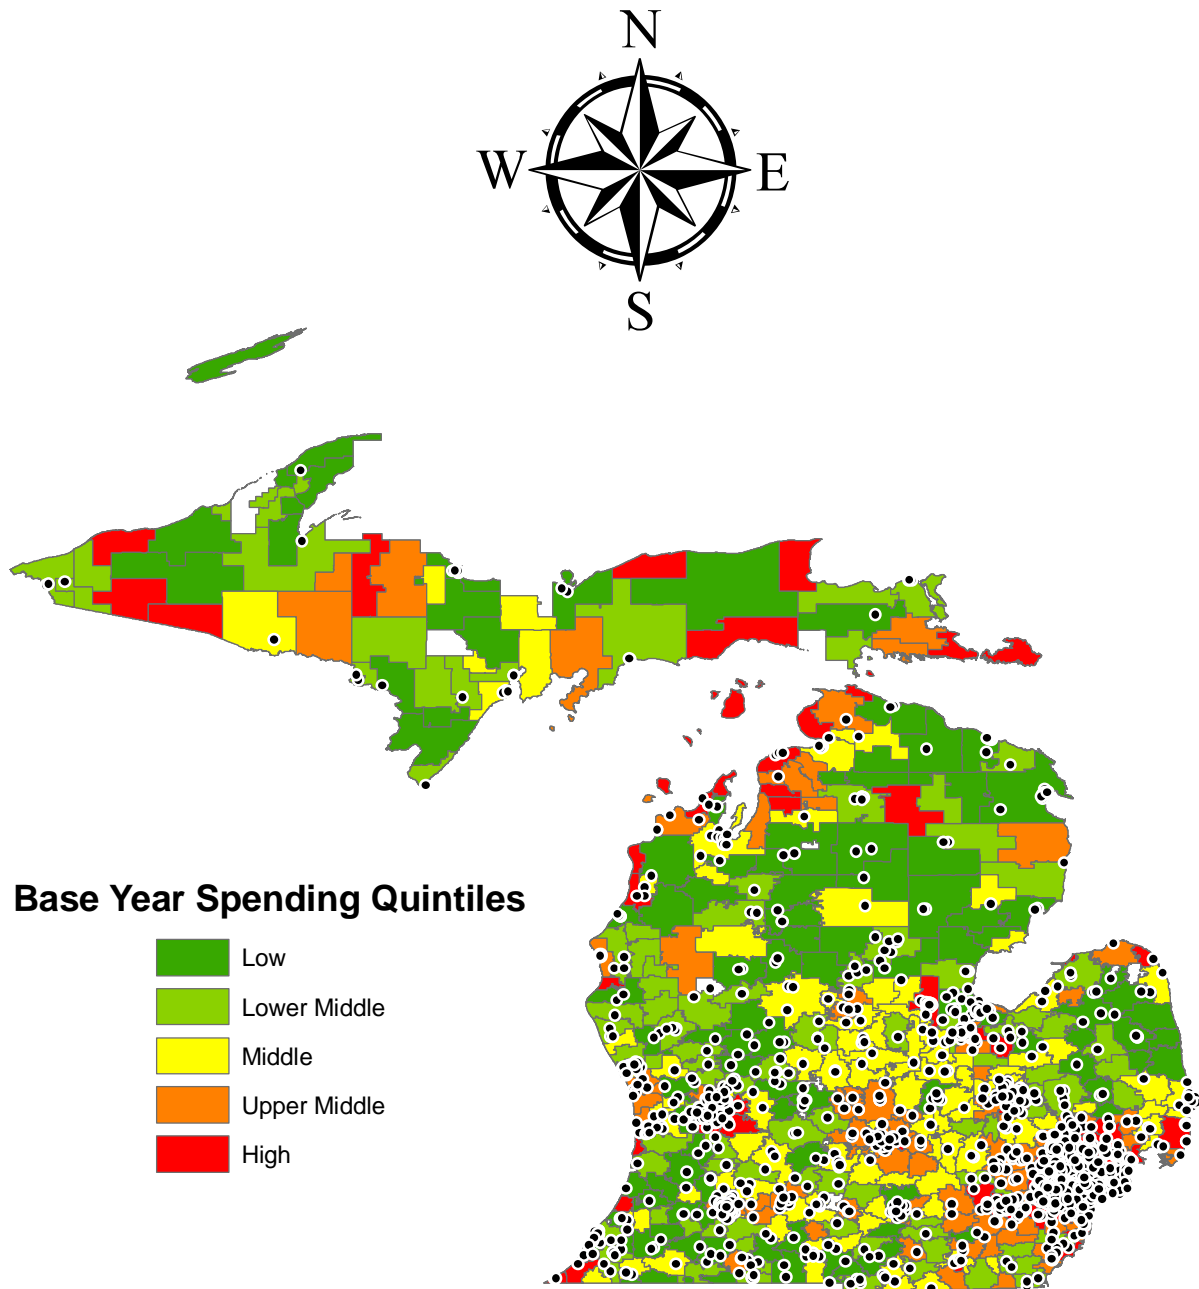 N
W
E
S
Base Year Spending Quintiles
Low
Lower Middle
Middle
Upper Middle
High